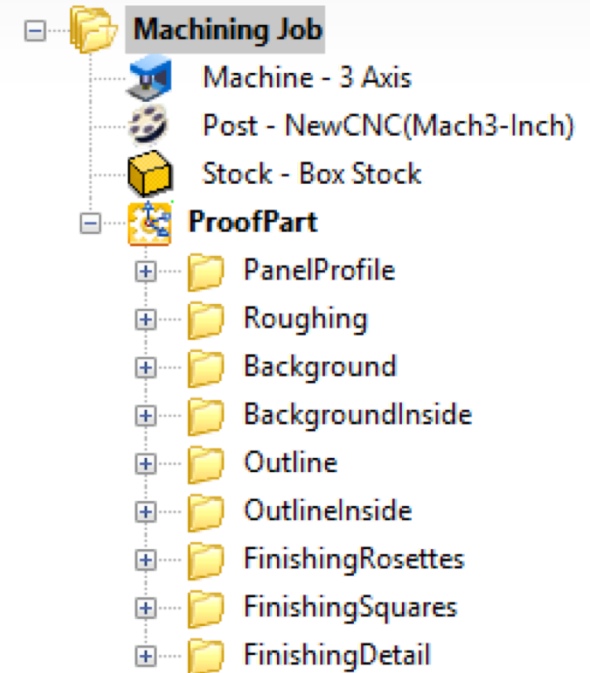 Machining Job
Machine - 3 Axis
Post - NewCNC(Mach3-Inch)
Stock - Box Stock
ProofPart
PanelProfile
Roughing
Background
BackgroundInside
Outline
OutlineInside
FinishingRosettes
FinishingSquares
FinishingDetail